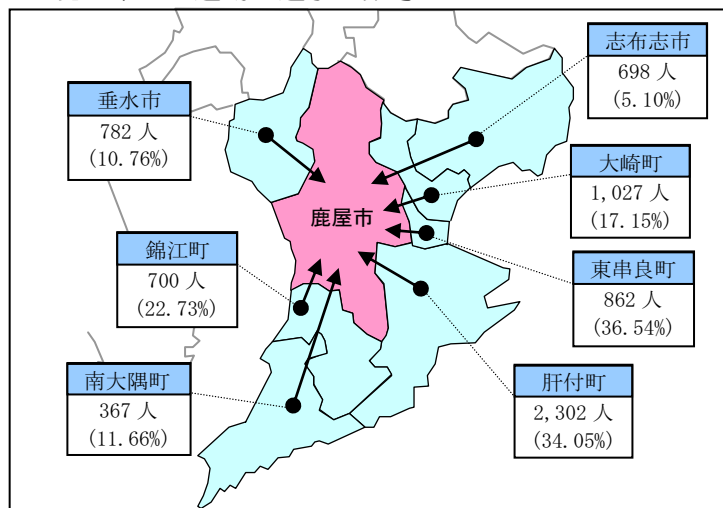 志布志市
698 人
(5.10%)
垂水市
782 人
(10.76%)
大崎町
1,027 人
(17.15%)
鹿屋市
錦江町
700 人
(22.73%)
東串良町
862 人
(36.54%)
南大隅町
367 人
(11.66%)
肝付町
2,302 人
(34.05%)